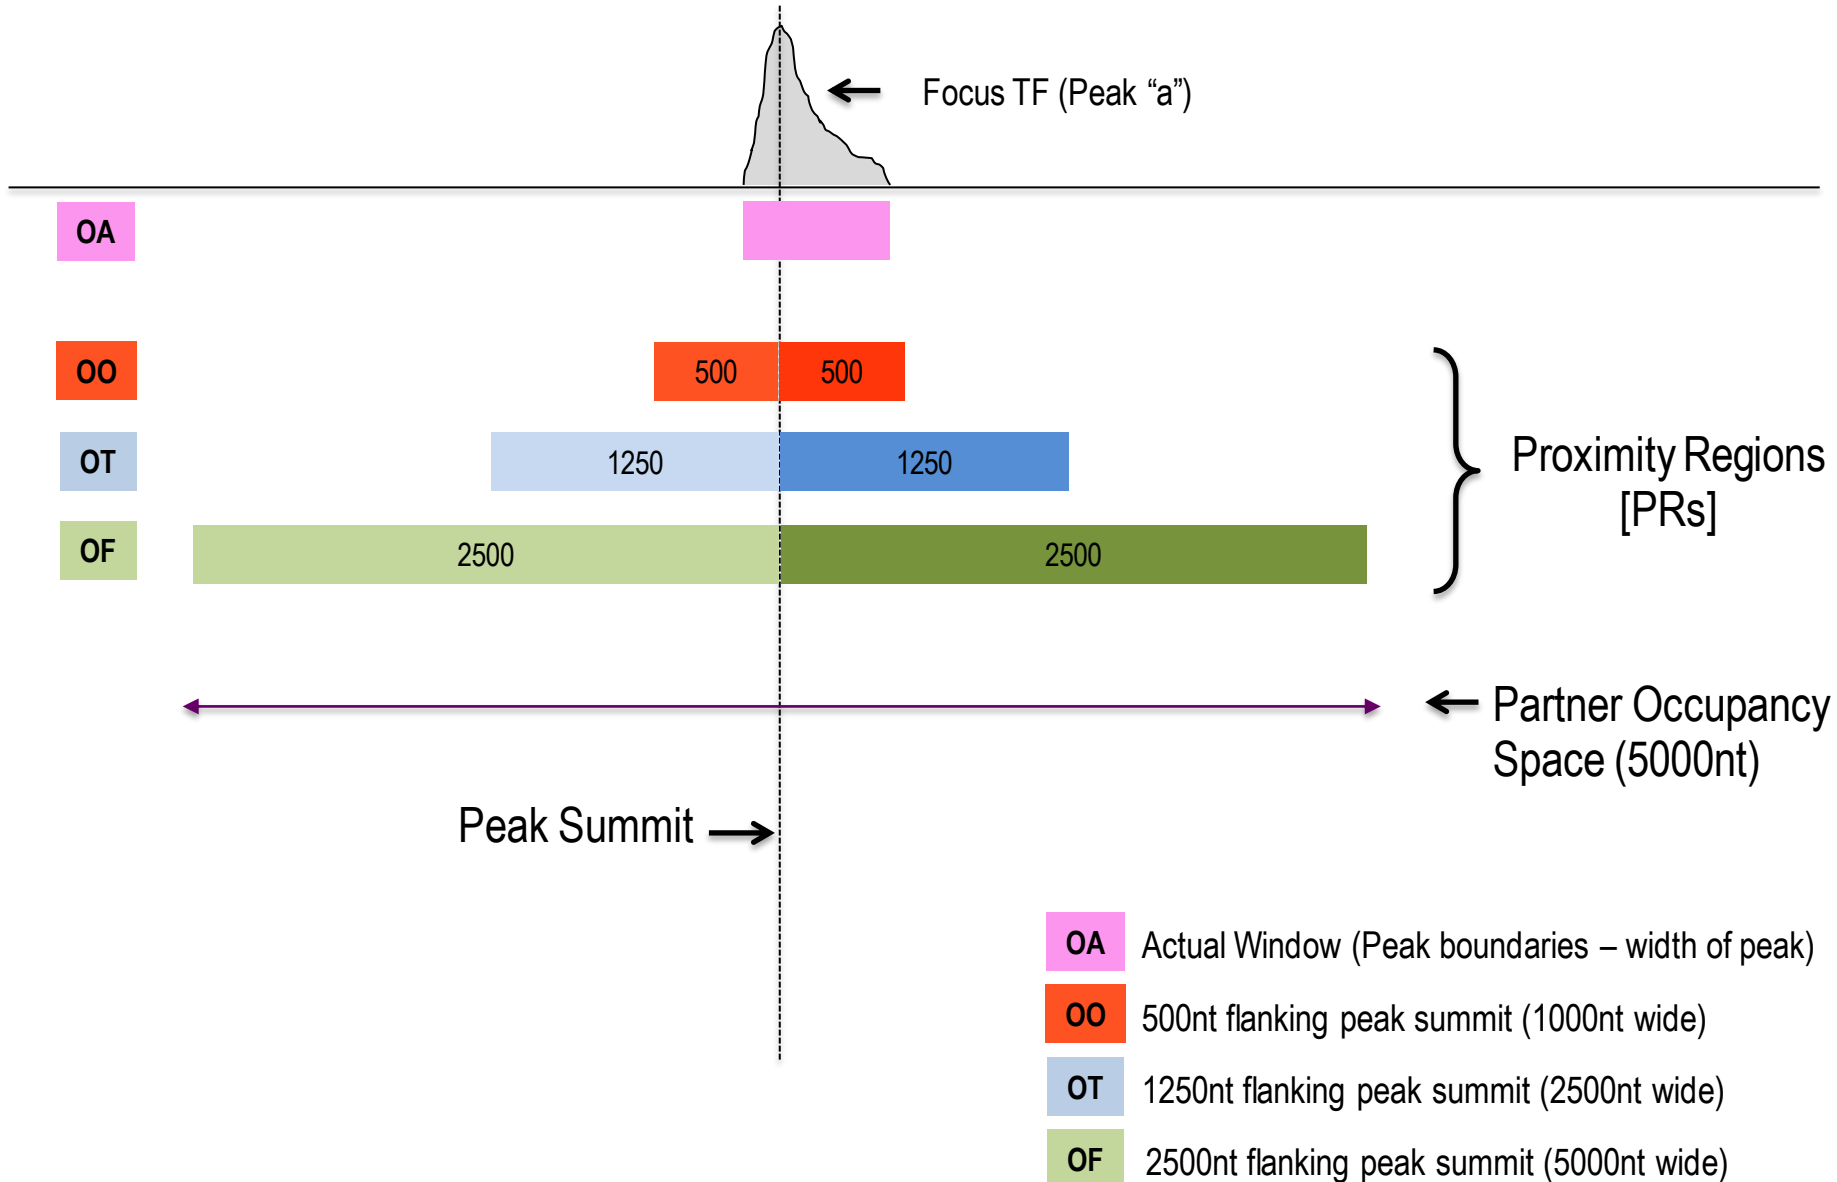 Focus TF (Peak “a”)
OA
OO
500
500
OT
1250
1250
OF
2500
2500
Proximity Regions
[PRs]
Partner Occupancy
Space (5000nt)
Peak Summit
OA Actual Window (Peak boundaries – width of peak)
OO 500nt flanking peak summit (1000nt wide)
OT 1250nt flanking peak summit (2500nt wide)
OF 2500nt flanking peak summit (5000nt wide)